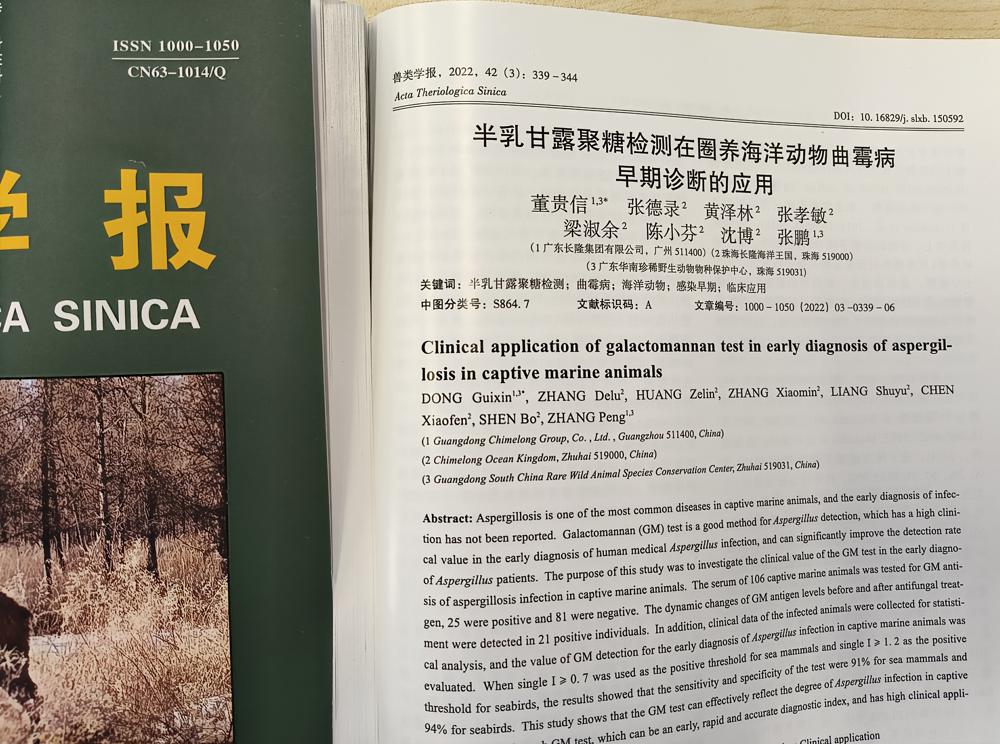 ISSN 1000-1050
CN63-1014/Q
学报
CA SINICA
兽类学报,2022,42(3):339-344
Acta Theriologica Sinica
DOI: 10.16829/j.slxb.150592
半乳甘露聚糖检测在圈养海洋动物曲霉病
早期诊断的应用
董贵信1,3* 张德录2 黄泽林2 张孝敏2
梁淑余2 陈小芬2 沈博2 张鹏1,3
(1 广东长隆集团有限公司,广州 511400)(2 珠海长隆海洋王国,珠海 519000)
(3 广东华南珍稀野生动物物种保护中心,珠海 519031)
关键词:半乳甘露聚糖检测;曲霉病;海洋动物;感染早期;临床应用
中图分类号:S864.7 文献标识码:A 文章编号:1000-1050(2022)03-0339-06
Clinical application of galactomannan test in early diagnosis of aspergil-
losis in captive marine animals
DONG Guixin1,3*, ZHANG Delu2, HUANG Zelin2, ZHANG Xiaomin2, LIANG Shuyu2, CHEN
Xiaofen2, SHEN Bo2, ZHANG Peng1,3
(1 Guangdong Chimelong Group, Co., Ltd., Guangzhou 511400, China)
(2 Chimelong Ocean Kingdom, Zhuhai 519000, China)
(3 Guangdong South China Rare Wild Animal Species Conservation Center, Zhuhai 519031, China)
Abstract: Aspergillosis is one of the most common diseases in captive marine animals, and the early diagnosis of infec-
tion has not been reported. Galactomannan (GM) test is a good method for Aspergillus detection, which has a high clini-
cal value in the early diagnosis of human medical Aspergillus infection, and can significantly improve the detection rate
of Aspergillus patients. The purpose of this study was to investigate the clinical value of the GM test in the early diagno-
sis of aspergillosis infection in captive marine animals. The serum of 106 captive marine animals was tested for GM anti-
gen, 25 were positive and 81 were negative. The dynamic changes of GM antigen levels before and after antifungal treat-
ment were detected in 21 positive individuals. In addition, clinical data of the infected animals were collected for statisti-
cal analysis, and the value of GM detection for the early diagnosis of Aspergillus infection in captive marine animals was
evaluated. When single I ≥ 0.7 was used as the positive threshold for sea mammals and single I ≥ 1.2 as the positive
threshold for seabirds, the results showed that the sensitivity and specificity of the test were 91% for sea mammals and
94% for seabirds. This study shows that the GM test can effectively reflect the degree of Aspergillus infection in captive
GM test, which can be an early, rapid and accurate diagnostic index, and has high clinical appli-
Clinical application